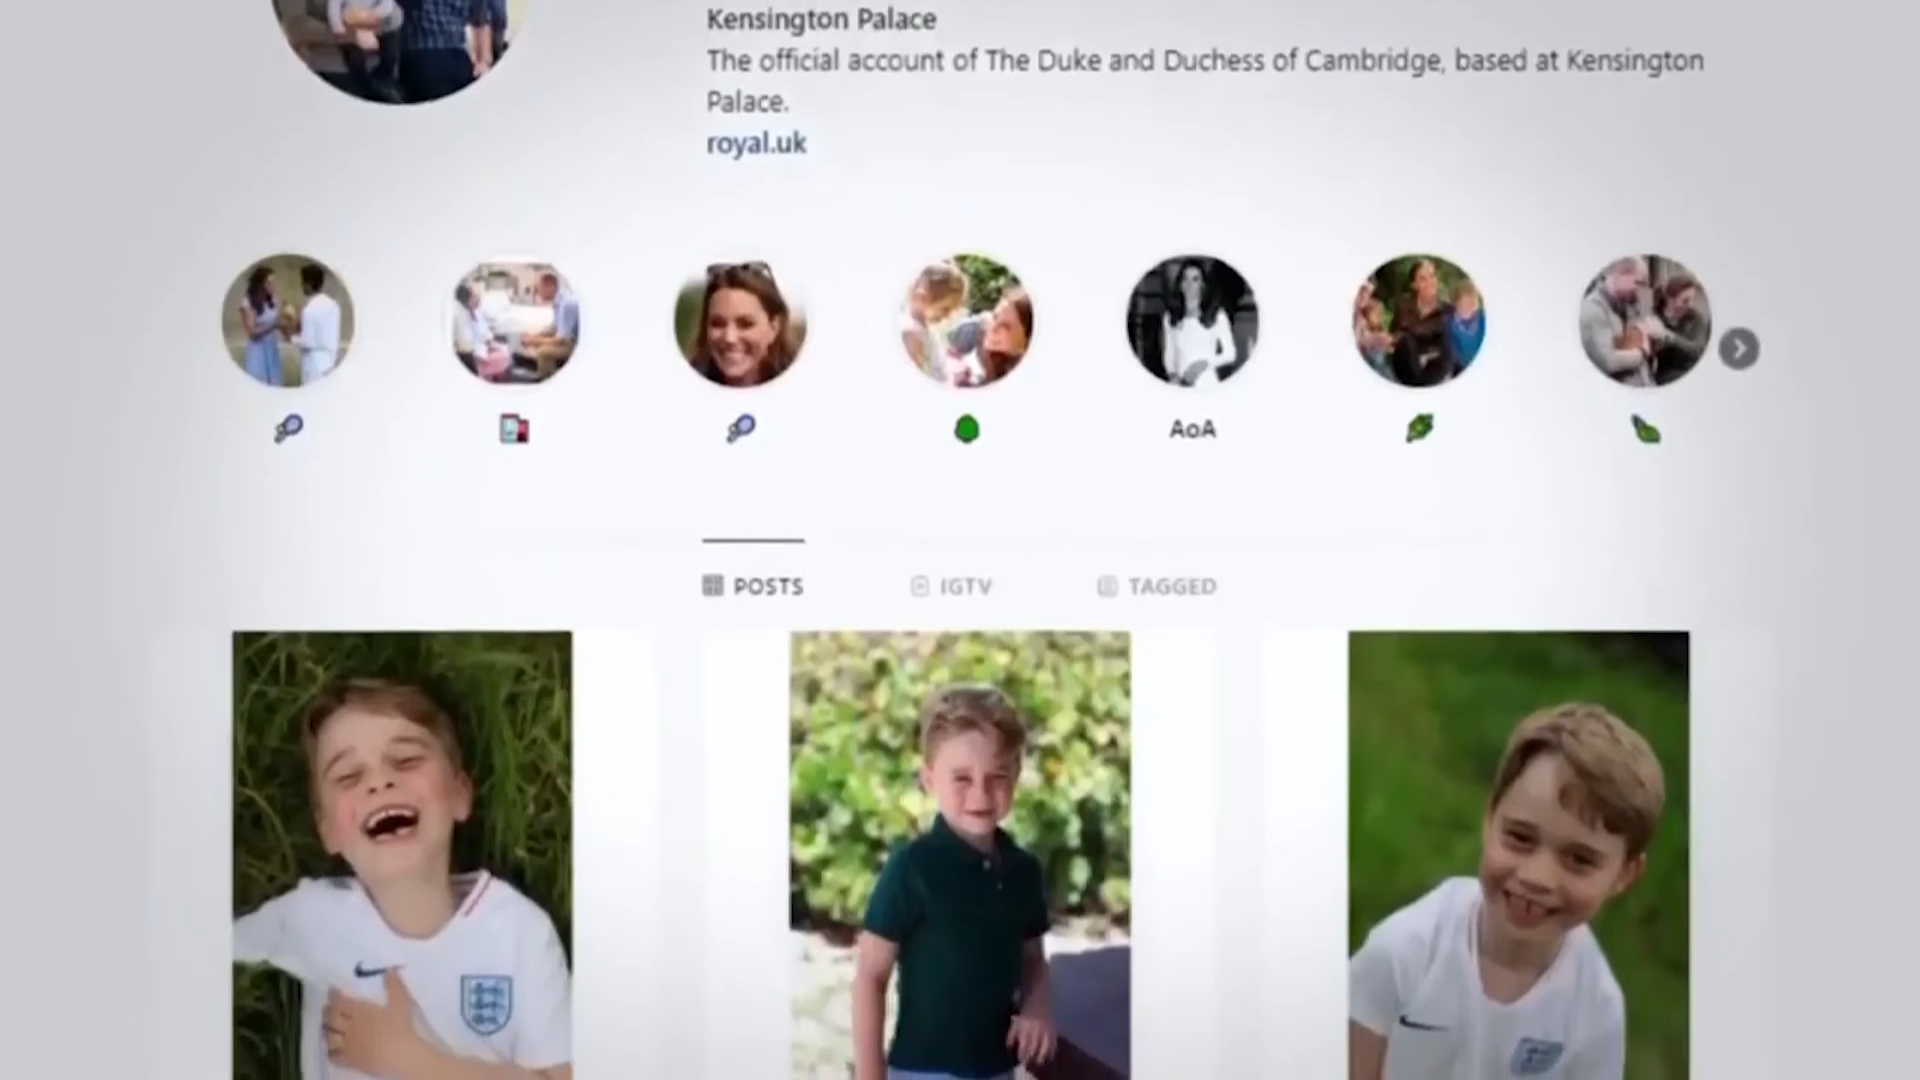 Kensington Palace
The official account of The Duke and Duchess of Cambridge, based at Kensington
Palace.
royal.uk
AoA
POSTS IGTV TAGGED